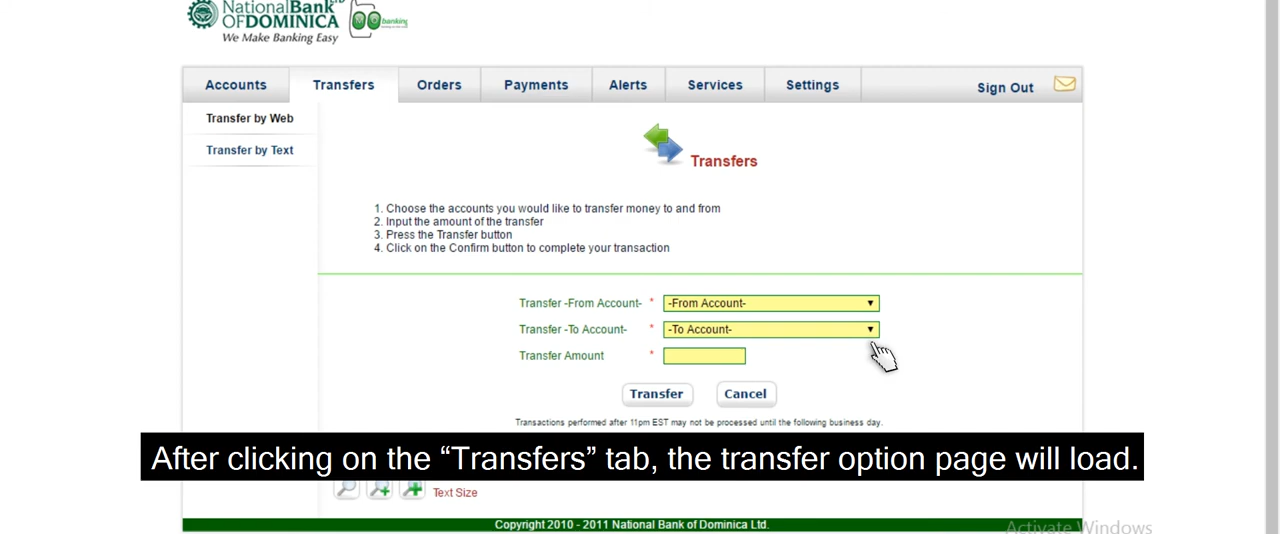 NationalBank Ltd
OFDOMINICA
We Make Banking Easy
banking
Accounts Transfers Orders Payments Alerts Services Settings Sign Out
Transfer by Web
Transfer by Text
Transfers
1. Choose the accounts you would like to transfer money to and from
2. Input the amount of the transfer
3. Press the Transfer button
4. Click on the Confirm button to complete your transaction
Transfer -From Account- * -From Account-
Transfer -To Account- * -To Account-
Transfer Amount *
Transfer Cancel
Transactions performed after 11pm EST may not be processed until the following business day.
After clicking on the “Transfers” tab, the transfer option page will load.
Text Size
Copyright 2010 - 2011 National Bank of Dominica Ltd.
Activate Windows